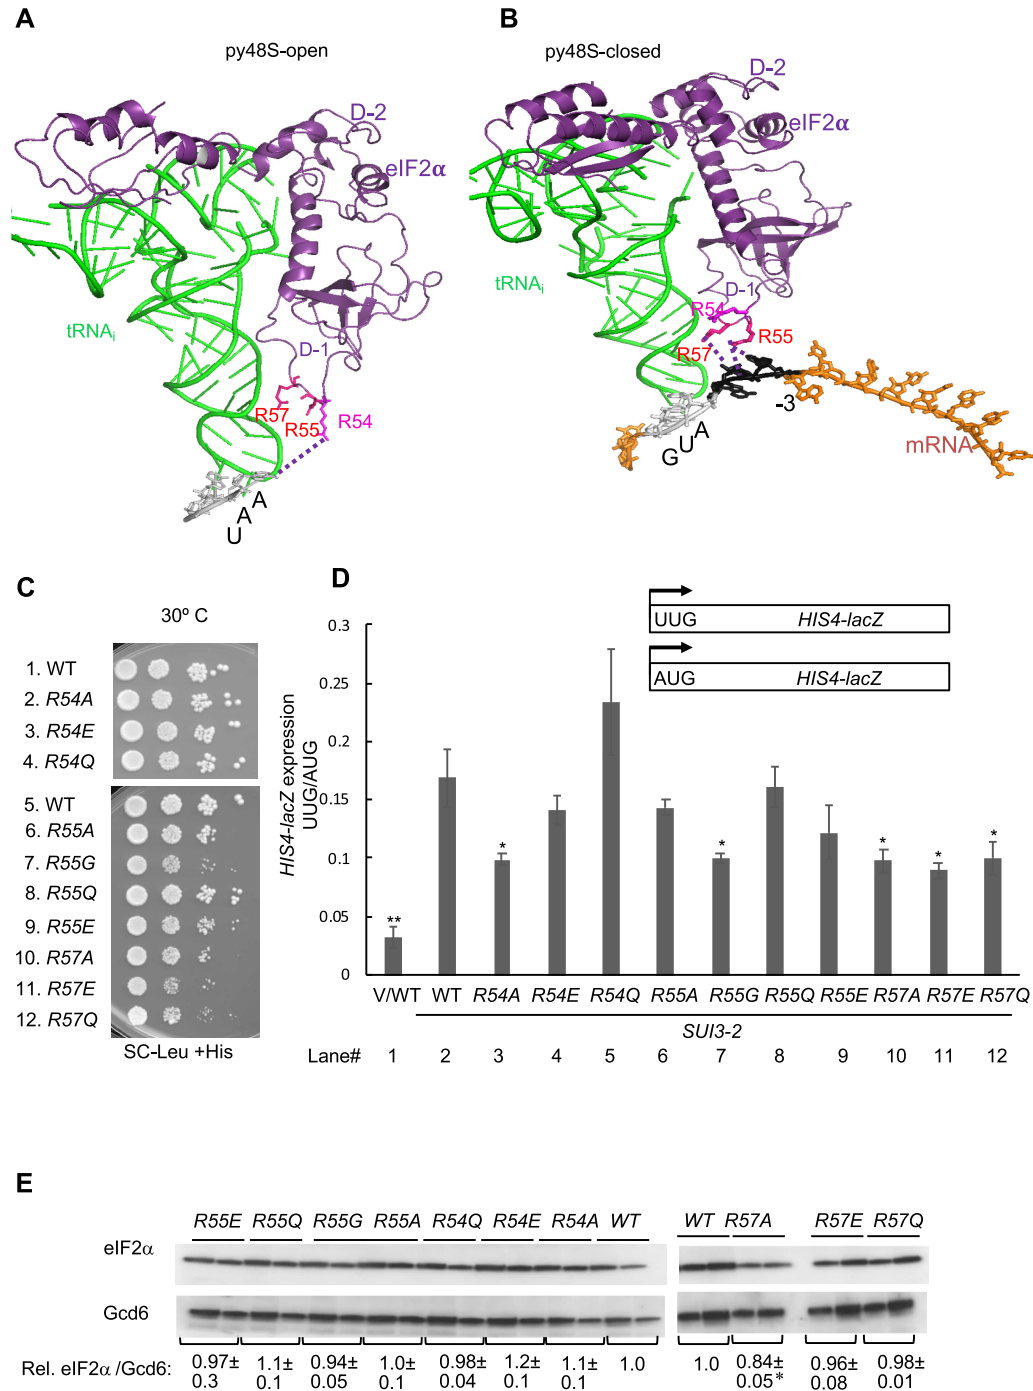 A
py48S-open
D-2
eIF2α
tRNAi
D-1
R57
R55
R54
A
A
U
B
py48S-closed
D-2
eIF2α
tRNAi
D-1
R54
R55
R57
-3
A
U
G
mRNA
C
30º C
1. WT
2. R54A
3. R54E
4. R54Q
5. WT
6. R55A
7. R55G
8. R55Q
9. R55E
10. R57A
11. R57E
12. R57Q
SC-Leu +His
D
UUG HIS4-lacZ
AUG HIS4-lacZ
HIS4-lacZ expression
UUG/AUG
0.3
0.25
0.2
0.15
0.1
0.05
0
** * * * * *
V/WT WT R54A R54E R54Q R55A R55G R55Q R55E R57A R57E R57Q
SUI3-2
Lane# 1 2 3 4 5 6 7 8 9 10 11 12
E
R55E R55Q R55G R55A R54Q R54E R54A WT WT R57A R57E R57Q
eIF2α
Gcd6
Rel. eIF2α /Gcd6: 0.97± 1.1± 0.94± 1.0± 0.98± 1.2± 1.1± 1.0 1.0 0.84± 0.96± 0.98±
0.3 0.1 0.05 0.1 0.04 0.1 0.1 0.05* 0.08 0.01